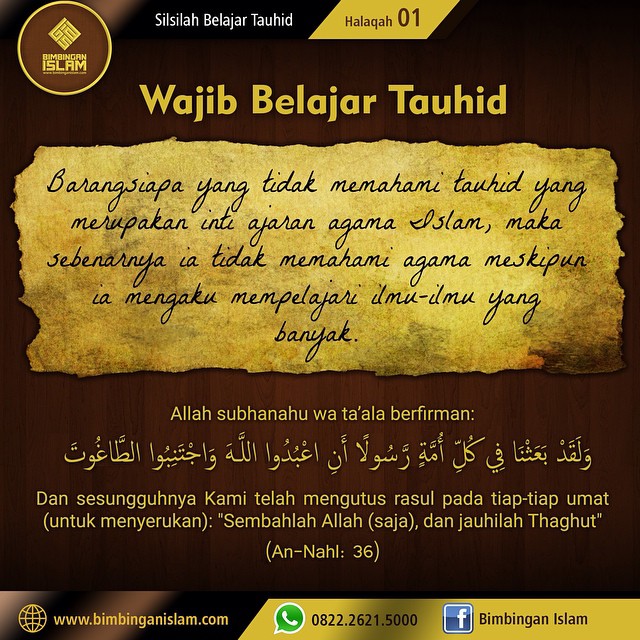 Silsilah Belajar Tauhid
Halaqah 01
BIMBINGAN
ISLAM
www.bimbinganislam.com
Wajib Belajar Tauhid
Barangsiapa yang tidak memahami tauhid yang
merupakan inti ajaran agama Islam, maka
sebenarnya ia tidak memahami agama meskipun
ia mengaku mempelajari ilmu-ilmu yang
banyak.
Allah subhanahu wa ta'ala berfirman:
وَلَقَدْ بَعَثْنَا فِي كُلِّ أُمَّةٍ رَّسُولًا أَنِ اعْبُدُوا اللَّهَ وَاجْتَنِبُوا الطَّاغُوتَ
Dan sesungguhnya Kami telah mengutus rasul pada tiap-tiap umat
(untuk menyerukan): "Sembahlah Allah (saja), dan jauhilah Thaghut"
(An-Nahl: 36)
www.bimbinganislam.com
0822.2621.5000
Bimbingan Islam